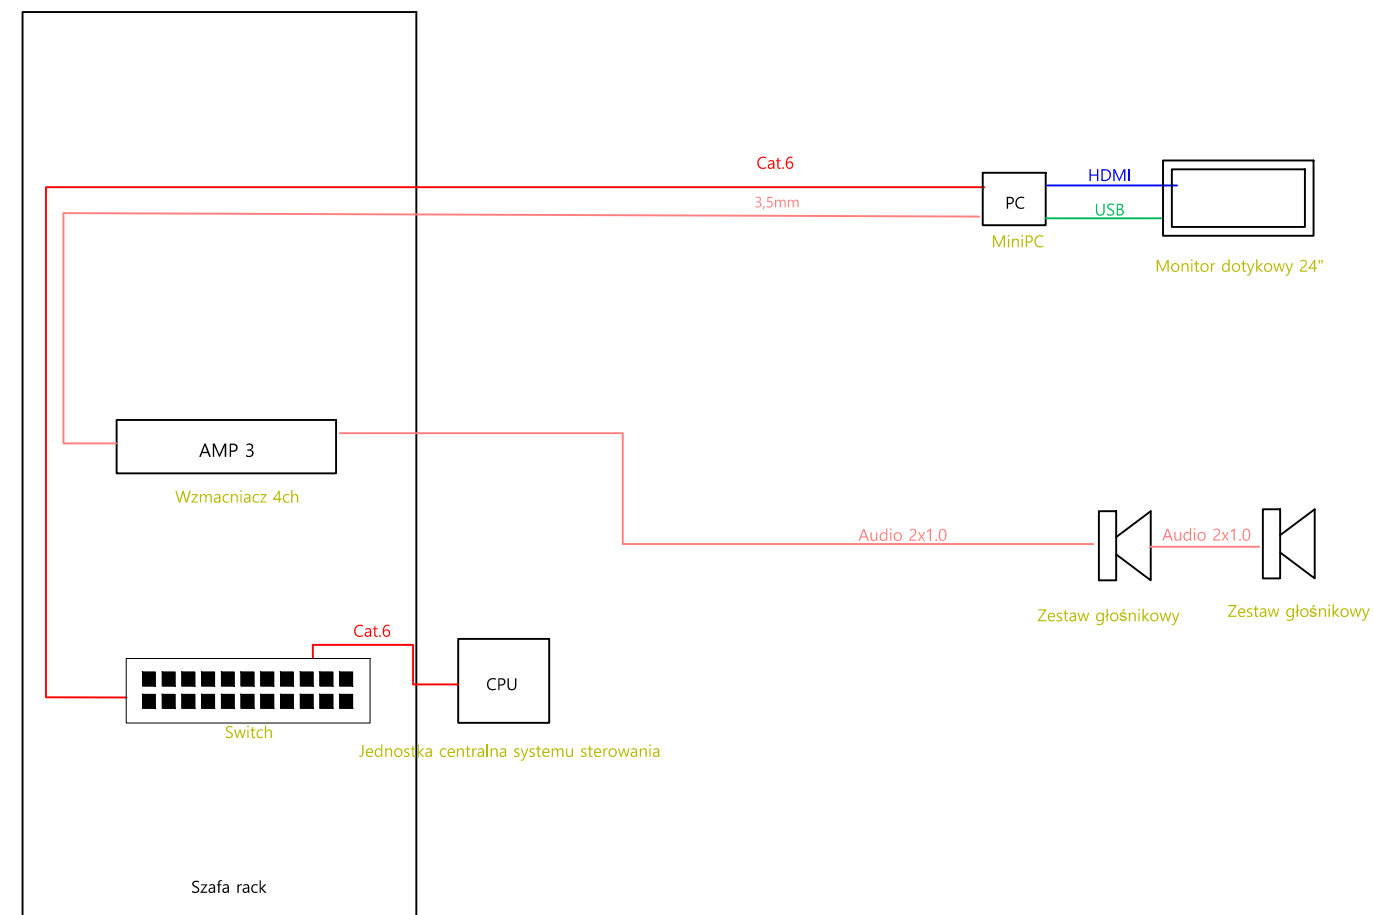 Cat.6
HDMI
3,5mm
PC
USB
MiniPC
Monitor dotykowy 24"
AMP 3
Wzmacniacz 4ch
Audio 2x1.0
Audio 2x1.0
Zestaw głośnikowy
Zestaw głośnikowy
Cat.6
CPU
Switch
Jednostka centralna systemu sterowania
Szafa rack